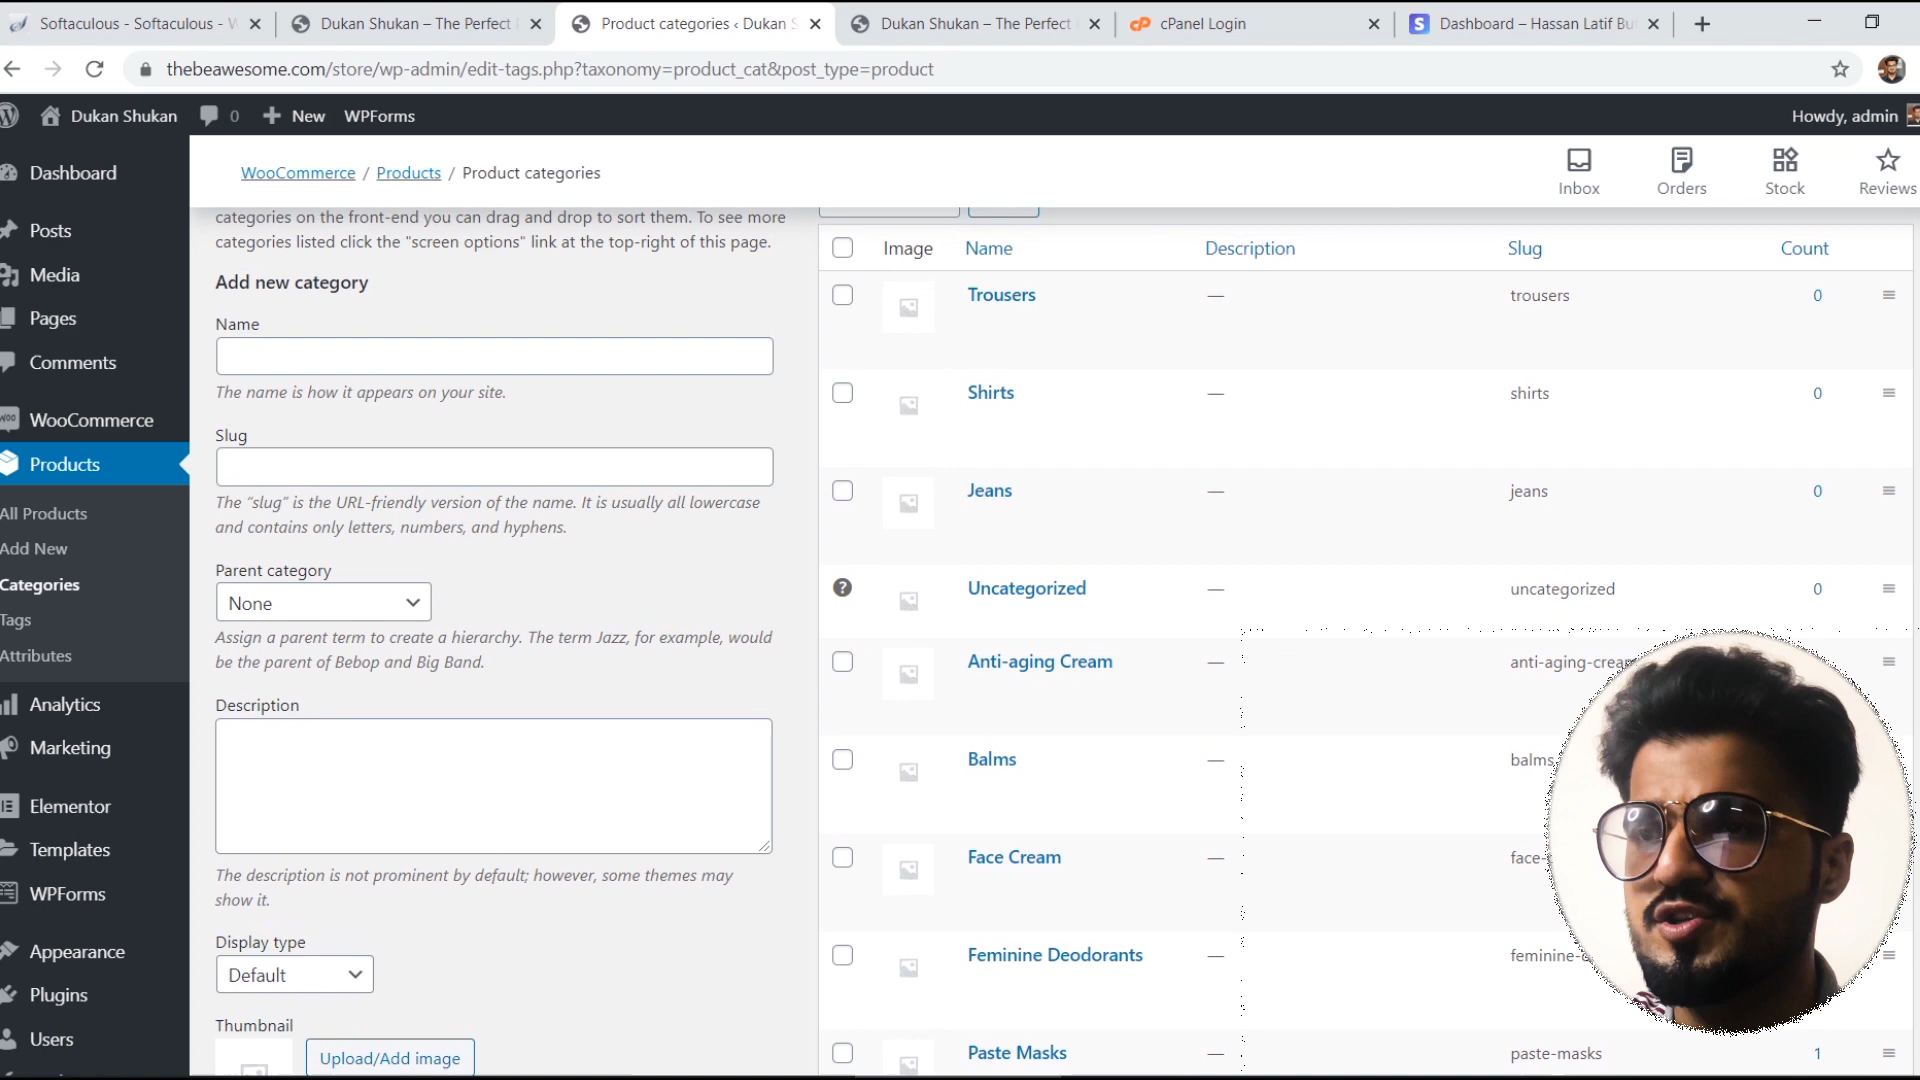 Softaculous - Softaculous - W
Dukan Shukan – The Perfect
Product categories ‹ Dukan S
Dukan Shukan – The Perfect
cPanel Login
Dashboard – Hassan Latif But
thebeawesome.com/store/wp-admin/edit-tags.php?taxonomy=product_cat&post_type=product
Dukan Shukan
0
New
WPForms
Howdy, admin
WooCommerce / Products / Product categories
Inbox
Orders
Stock
Reviews
Dashboard
Posts
Media
Pages
Comments
WooCommerce
Products
All Products
Add New
Categories
Tags
Attributes
Analytics
Marketing
Elementor
Templates
WPForms
Appearance
Plugins
Users
categories on the front-end you can drag and drop to sort them. To see more
categories listed click the "screen options" link at the top-right of this page.
Add new category
Name
The name is how it appears on your site.
Slug
The “slug” is the URL-friendly version of the name. It is usually all lowercase
and contains only letters, numbers, and hyphens.
Parent category
None
Assign a parent term to create a hierarchy. The term Jazz, for example, would
be the parent of Bebop and Big Band.
Description
The description is not prominent by default; however, some themes may
show it.
Display type
Default
Thumbnail
Upload/Add image
Image Name Description Slug Count
Trousers — trousers 0
Shirts — shirts 0
Jeans — jeans 0
Uncategorized — uncategorized 0
Anti-aging Cream — anti-aging-cream
Balms — balms
Face Cream — face-
Feminine Deodorants — feminine-
Paste Masks — paste-masks 1